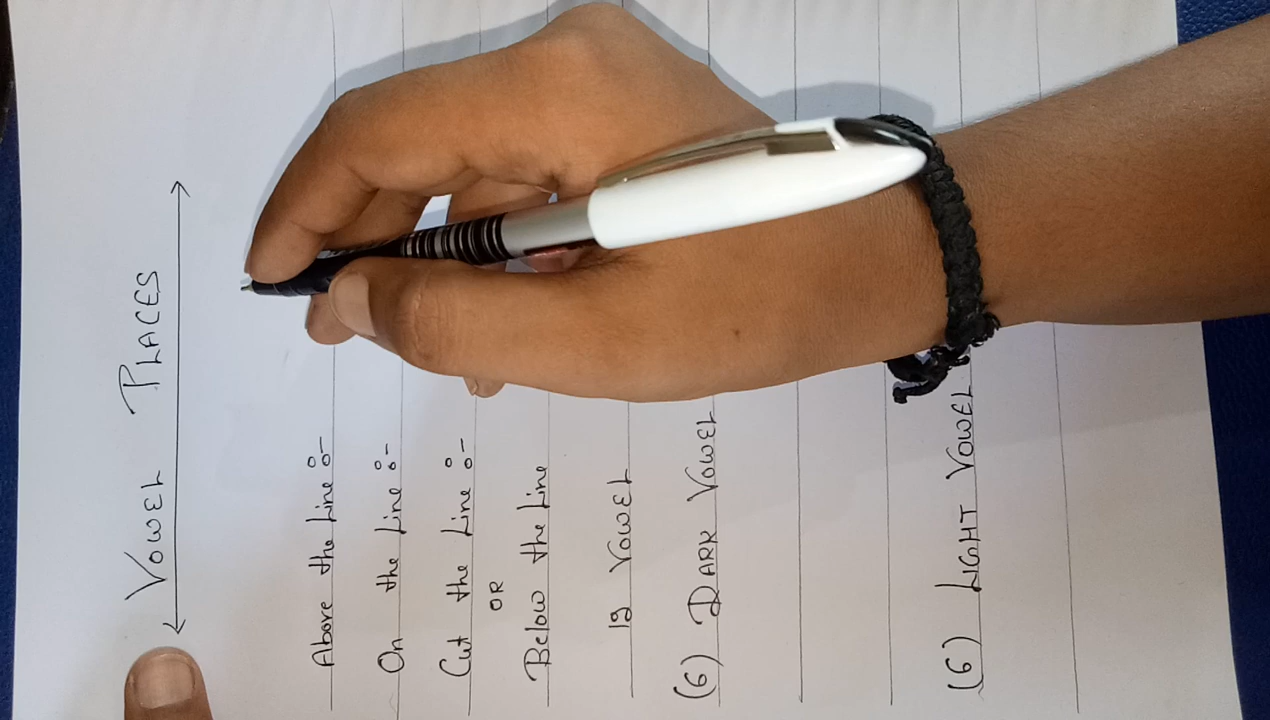 VOWEL PLACES
Above the Line :-
On the Line :-
Cut the Line :-
OR
Below the Line
12 VOWEL
(6) DARK VOWEL
(6) LIGHT VOWEL